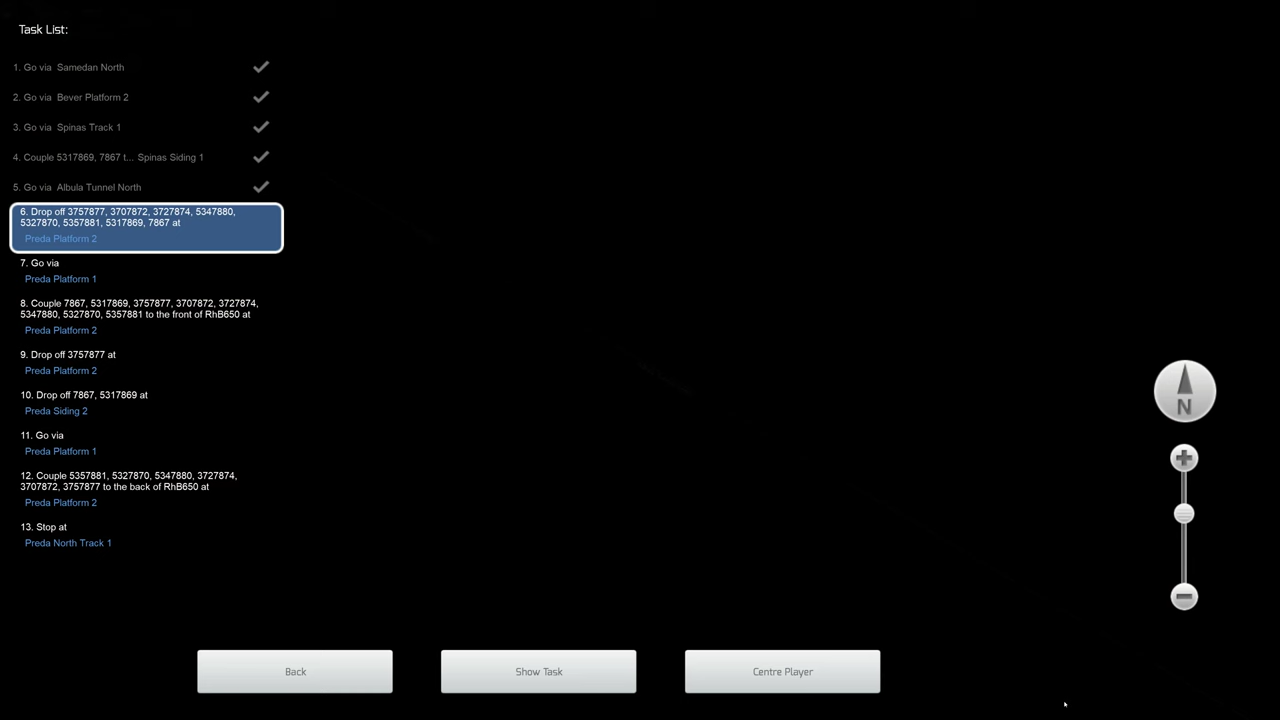 Task List:
1. Go via Samedan North
2. Go via Bever Platform 2
3. Go via Spinas Track 1
4. Couple 5317869, 7867 t... Spinas Siding 1
5. Go via Albula Tunnel North
6. Drop off 3757877, 3707872, 3727874, 5347880,
5327870, 5357881, 5317869, 7867 at
Preda Platform 2
7. Go via
Preda Platform 1
8. Couple 7867, 5317869, 3757877, 3707872, 3727874,
5347880, 5327870, 5357881 to the front of RhB650 at
Preda Platform 2
9. Drop off 3757877 at
Preda Platform 2
10. Drop off 7867, 5317869 at
Preda Siding 2
11. Go via
Preda Platform 1
12. Couple 5357881, 5327870, 5347880, 3727874,
3707872, 3757877 to the back of RhB650 at
Preda Platform 2
13. Stop at
Preda North Track 1
N
Back
Show Task
Centre Player